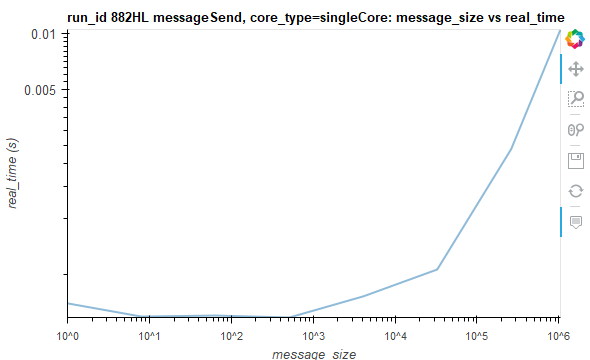 run_id 882HL messageSend, core_type=singleCore: message_size vs real_time
0.01
0.005
real_time (s)
10^0 10^1 10^2 10^3 10^4 10^5 10^6
message_size